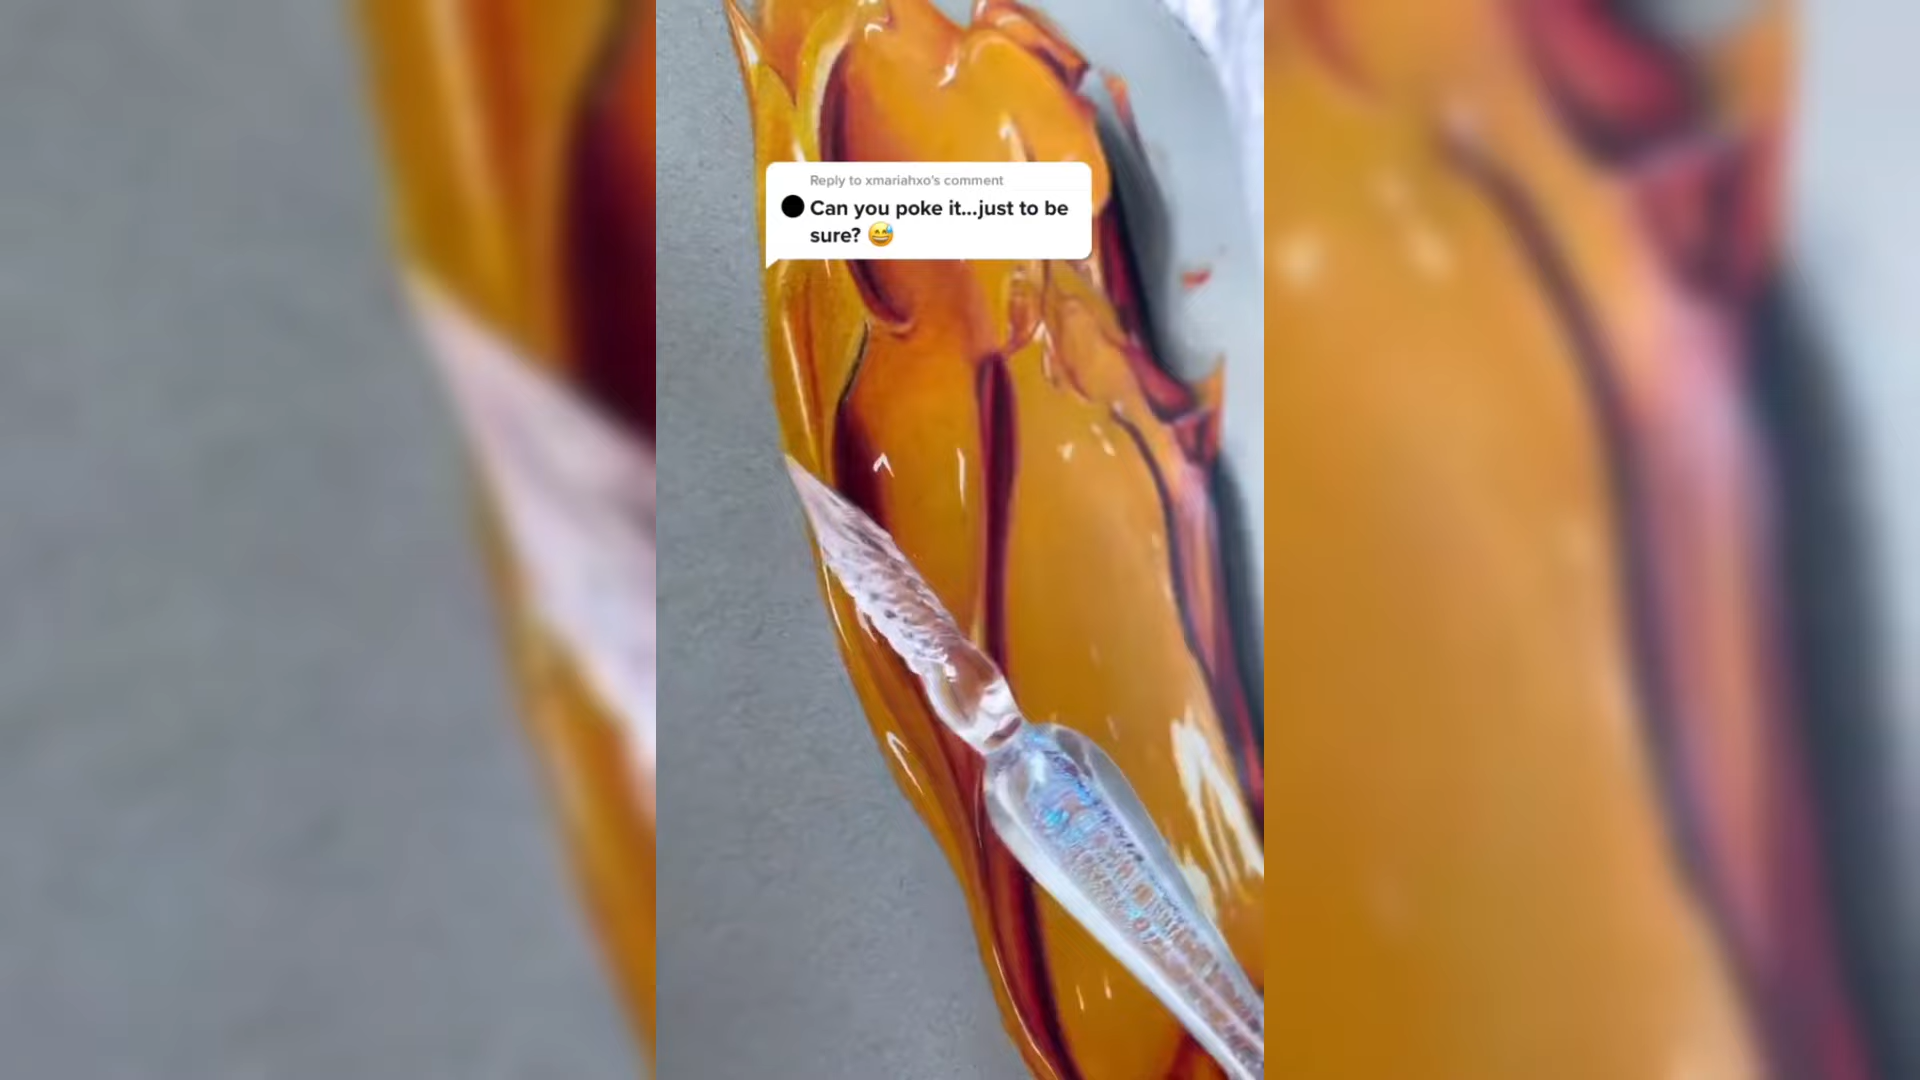 Reply to xmariahxo's comment
Can you poke it...just to be
sure? 😅